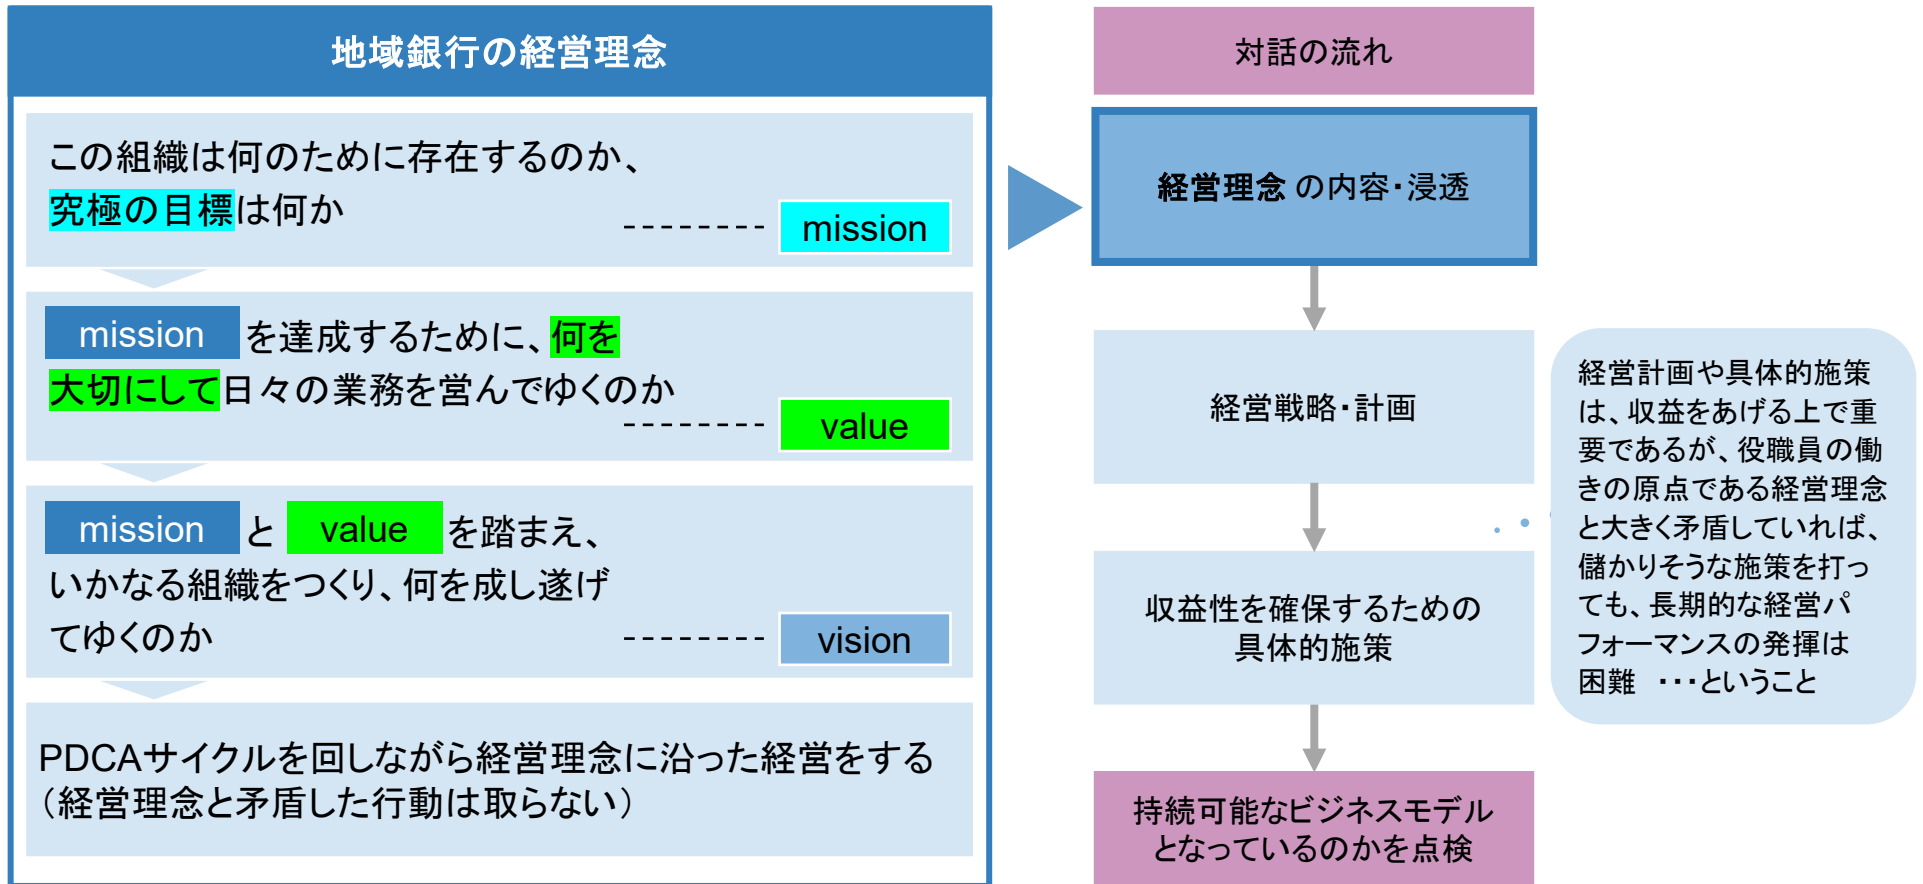 地域銀行の経営理念
この組織は何のために存在するのか、
究極の目標は何か
-------- mission
mission を達成するために、何を
大切にして日々の業務を営んでゆくのか
-------- value
mission と value を踏まえ、
いかなる組織をつくり、何を成し遂げ
てゆくのか
-------- vision
PDCAサイクルを回しながら経営理念に沿った経営をする
（経営理念と矛盾した行動は取らない）
対話の流れ
経営理念 の内容・浸透
経営戦略・計画
収益性を確保するための
具体的施策
持続可能なビジネスモデル
となっているのかを点検
経営計画や具体的施策
は、収益をあげる上で重
要であるが、役職員の働
きの原点である経営理念
と大きく矛盾していれば、
儲かりそうな施策を打っ
ても、長期的な経営パ
フォーマンスの発揮は
困難　・・・ということ